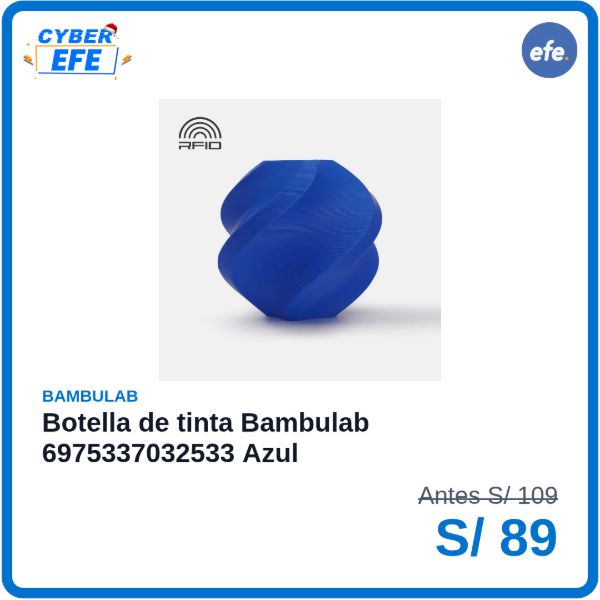 CYBER
EFE
efe.
RFID
BAMBULAB
Botella de tinta Bambulab
6975337032533 Azul
Antes S/ 109
S/ 89